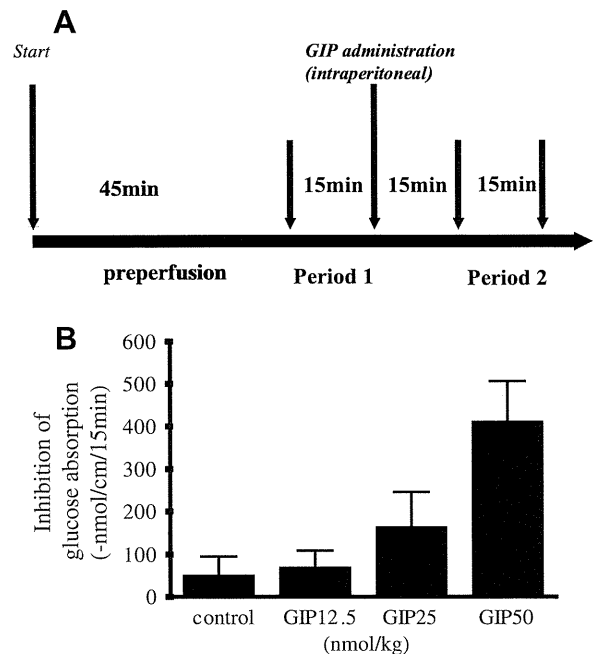 A
Start
GIP administration
(intraperitoneal)
45min
15min
15min
15min
preperfusion
Period 1
Period 2
B
Inhibition of
glucose absorption
(-nmol/cm/15min)
600
500
400
300
200
100
0
control
GIP12.5
GIP25
GIP50
(nmol/kg)